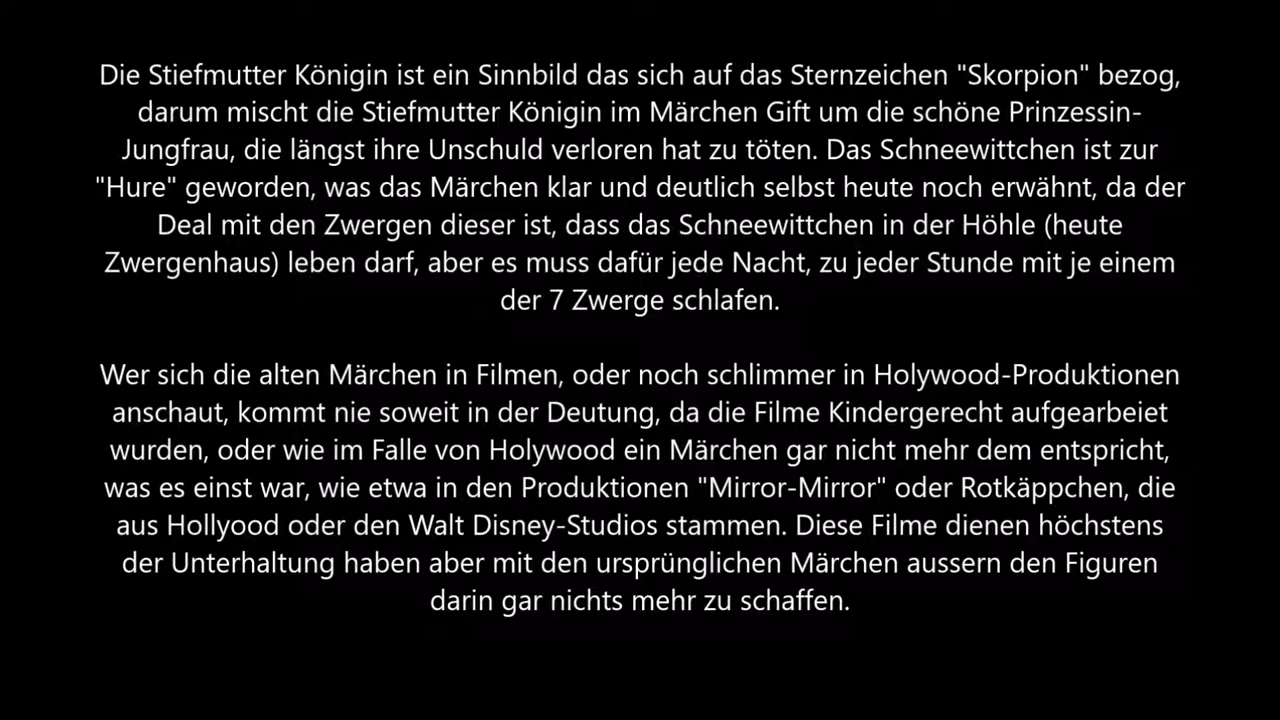 Die Stiefmutter Königin ist ein Sinnbild das sich auf das Sternzeichen "Skorpion" bezog,
darum mischt die Stiefmutter Königin im Märchen Gift um die schöne Prinzessin-
Jungfrau, die längst ihre Unschuld verloren hat zu töten. Das Schneewittchen ist zur
"Hure" geworden, was das Märchen klar und deutlich selbst heute noch erwähnt, da der
Deal mit den Zwergen dieser ist, dass das Schneewittchen in der Höhle (heute
Zwergenhaus) leben darf, aber es muss dafür jede Nacht, zu jeder Stunde mit je einem
der 7 Zwerge schlafen.
Wer sich die alten Märchen in Filmen, oder noch schlimmer in Holywood-Produktionen
anschaut, kommt nie soweit in der Deutung, da die Filme Kindergerecht aufgearbeiet
wurden, oder wie im Falle von Holywood ein Märchen gar nicht mehr dem entspricht,
was es einst war, wie etwa in den Produktionen "Mirror-Mirror" oder Rotkäppchen, die
aus Hollyood oder den Walt Disney-Studios stammen. Diese Filme dienen höchstens
der Unterhaltung haben aber mit den ursprünglichen Märchen aussern den Figuren
darin gar nichts mehr zu schaffen.